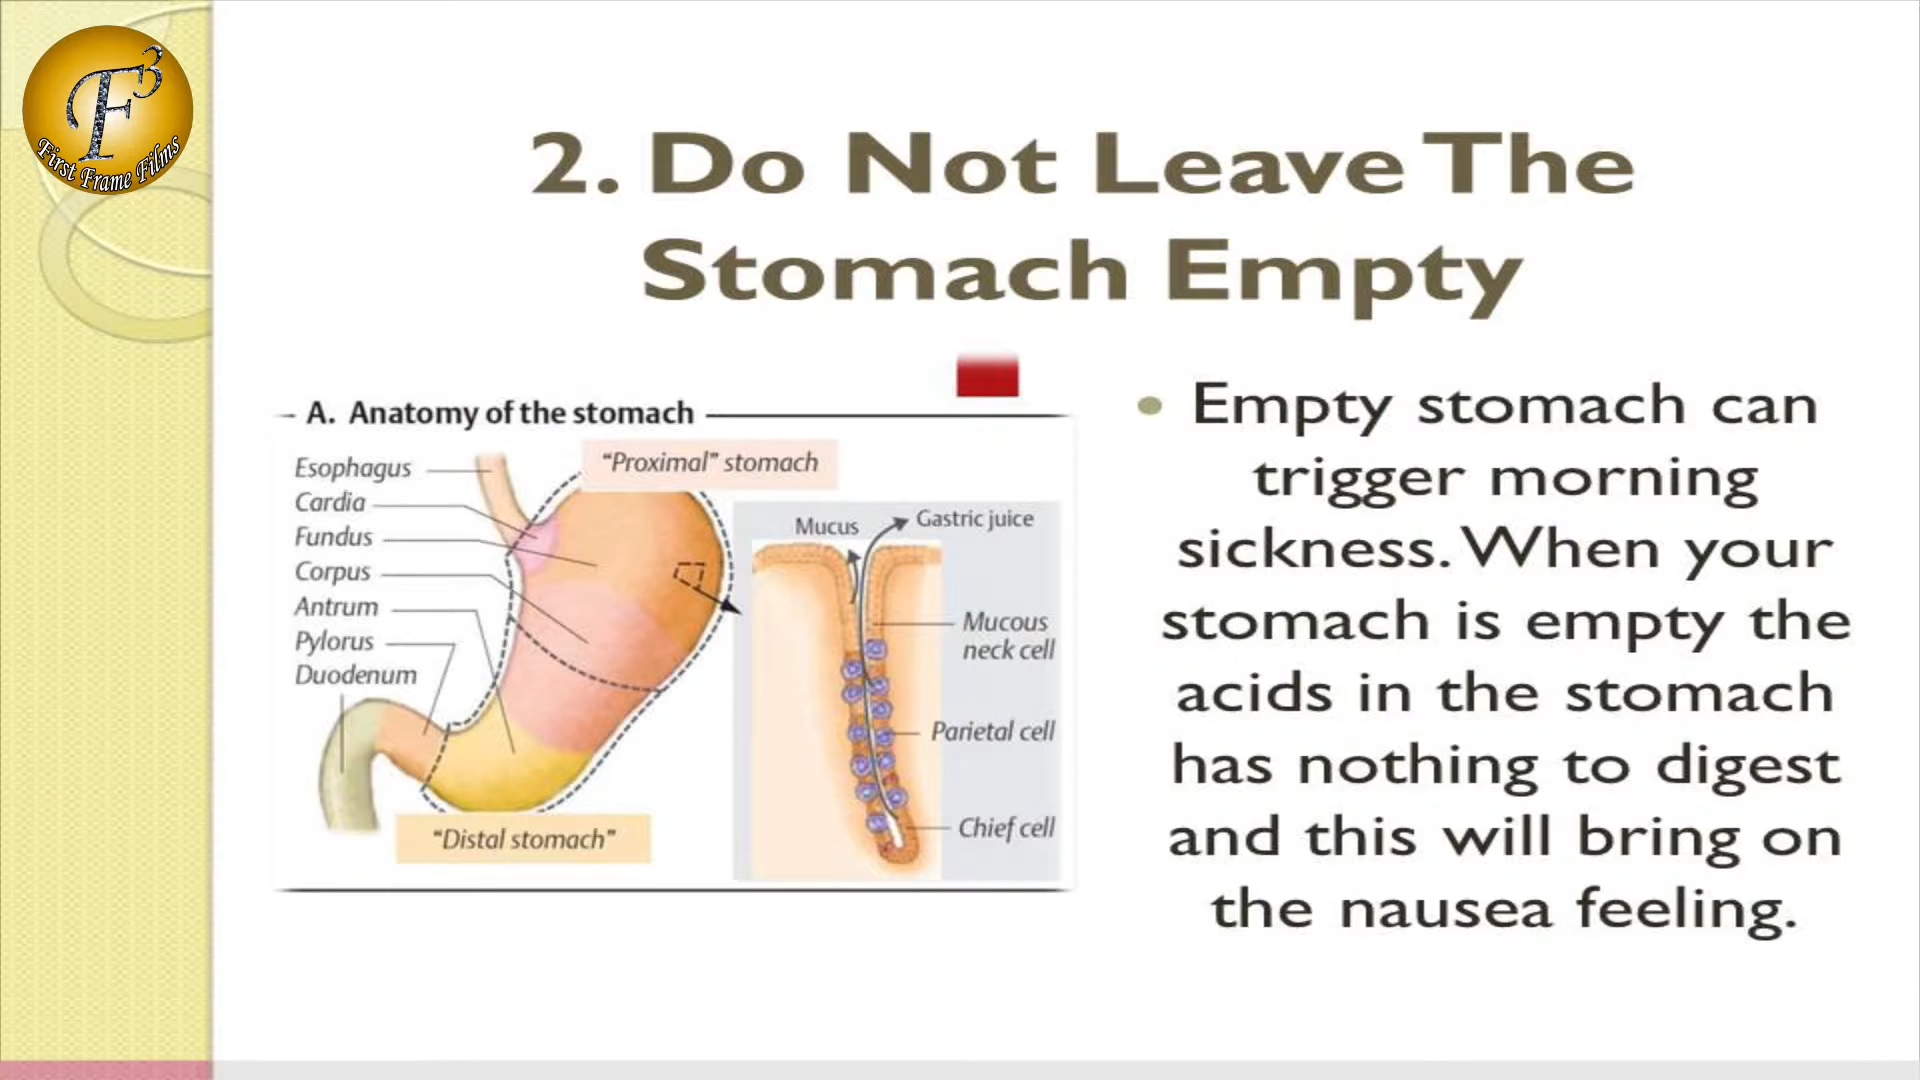 F3
First Frame Films
2. Do Not Leave The
Stomach Empty
A. Anatomy of the stomach
"Proximal" stomach
Esophagus
Cardia
Fundus
Corpus
Antrum
Pylorus
Duodenum
"Distal stomach"
Mucus
Gastric juice
Mucous
neck cell
Parietal cell
Chief cell
• Empty stomach can
trigger morning
sickness. When your
stomach is empty the
acids in the stomach
has nothing to digest
and this will bring on
the nausea feeling.